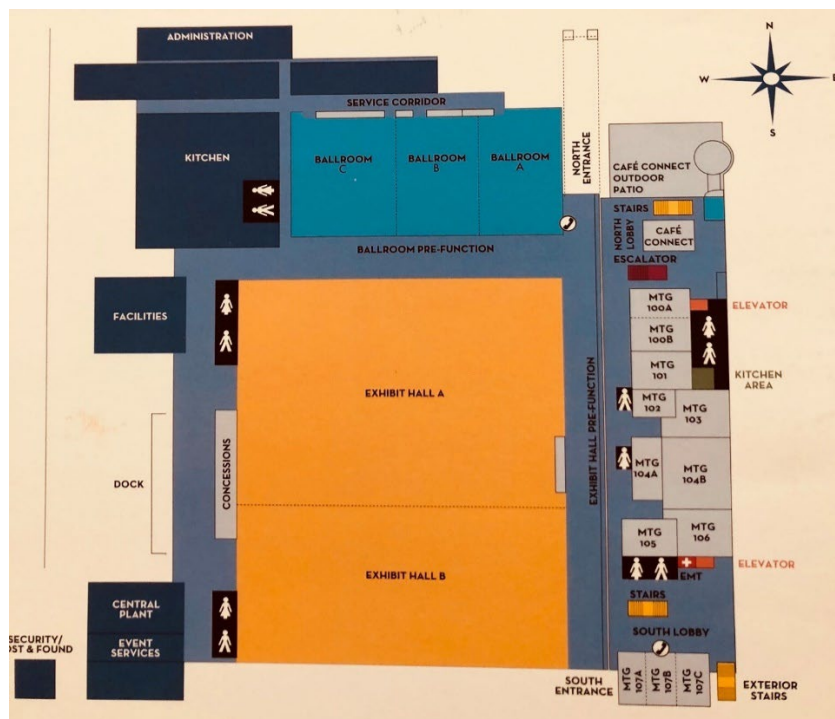 ADMINISTRATION
N
W
E
S
SERVICE CORRIDOR
KITCHEN
BALLROOM
C
BALLROOM
B
BALLROOM
A
NORTH
ENTRANCE
CAFÉ CONNECT
OUTDOOR
PATIO
STAIRS
NORTH
LOBBY
CAFÉ
CONNECT
BALLROOM PRE-FUNCTION
ESCALATOR
FACILITIES
MTG
100A
ELEVATOR
MTG
100B
MTG
101
KITCHEN
AREA
EXHIBIT HALL A
MTG
102
MTG
103
EXHIBIT HALL PRE-FUNCTION
CONCESSIONS
DOCK
MTG
104A
MTG
104B
MTG
105
MTG
106
EXHIBIT HALL B
EMT
ELEVATOR
CENTRAL
PLANT
STAIRS
EVENT
SERVICES
SECURITY/
OST & FOUND
SOUTH LOBBY
SOUTH
ENTRANCE
MTG
107A
MTG
107B
MTG
107C
EXTERIOR
STAIRS